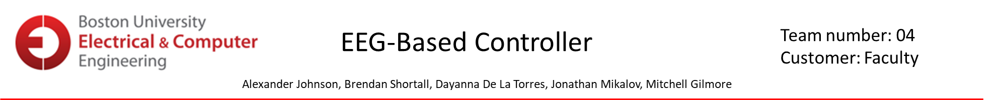 Boston University
Electrical & Computer
Engineering
EEG-Based Controller
Team number: 04
Customer: Faculty
Alexander Johnson, Brendan Shortall, Dayanna De La Torres, Jonathan Mikalov, Mitchell Gilmore